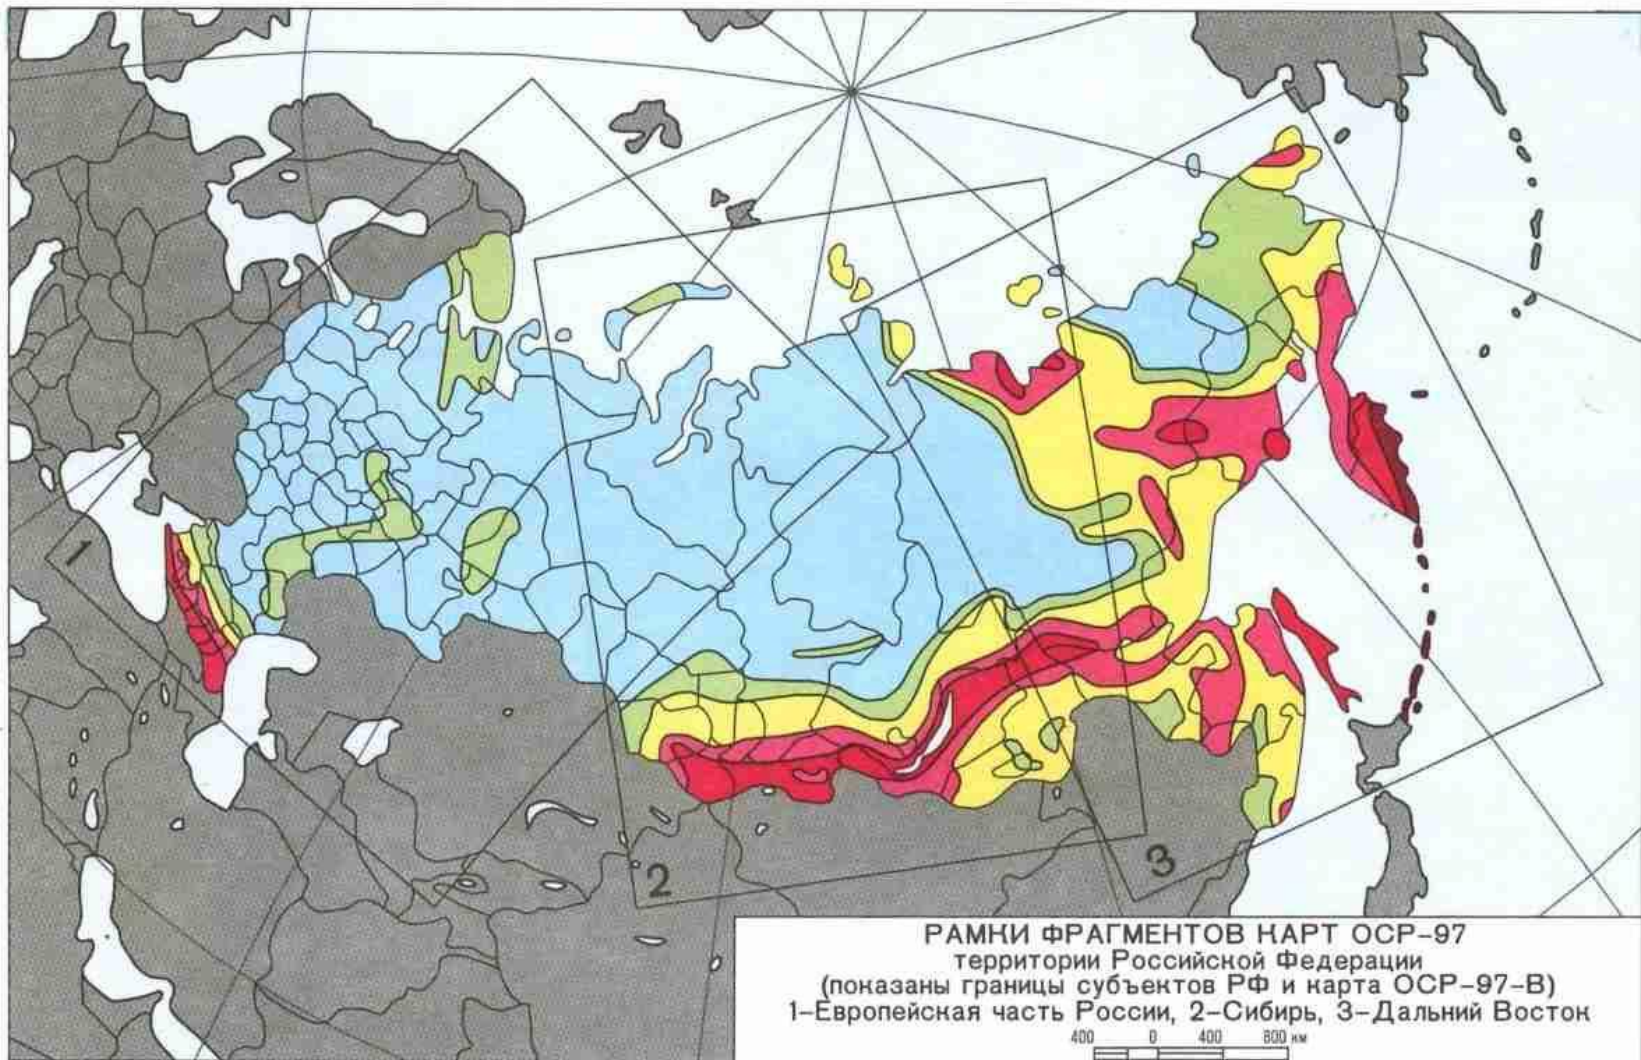 1
2
3
РАМКИ ФРАГМЕНТОВ КАРТ ОСР-97
территории Российской Федерации
(показаны границы субъектов РФ и карта ОСР-97-В)
1-Европейская часть России, 2-Сибирь, 3-Дальний Восток
400 0 400 800 км